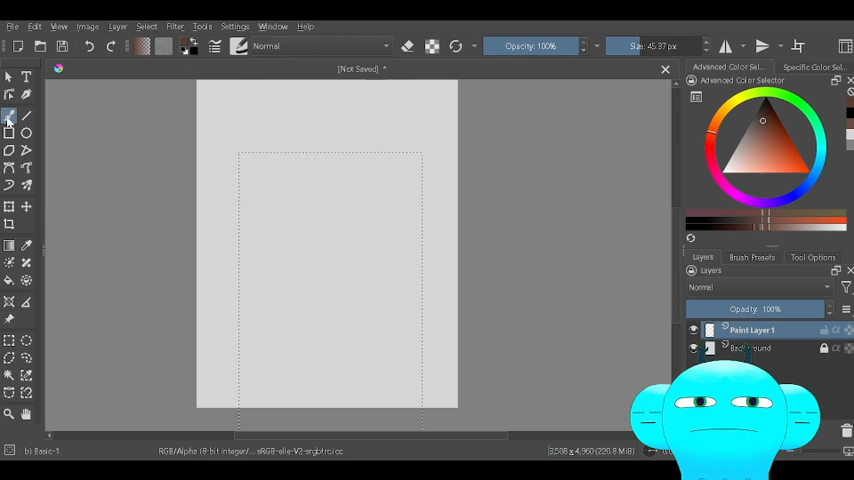 File Edit View Image Layer Select Filter Tools Settings Window Help
Normal Opacity: 100% Size: 45.37 px
[Not Saved] *
Advanced Color Sel... Specific Color Sel...
Advanced Color Selector
Layers Brush Presets Tool Options
Layers
Normal
Opacity: 100%
Paint Layer 1
Background
b) Basic-1 RGB/Alpha (8-bit integer/... sRGB-elle-V2-srgbtrc.icc 3,508 x 4,960 (220.8 MiB)